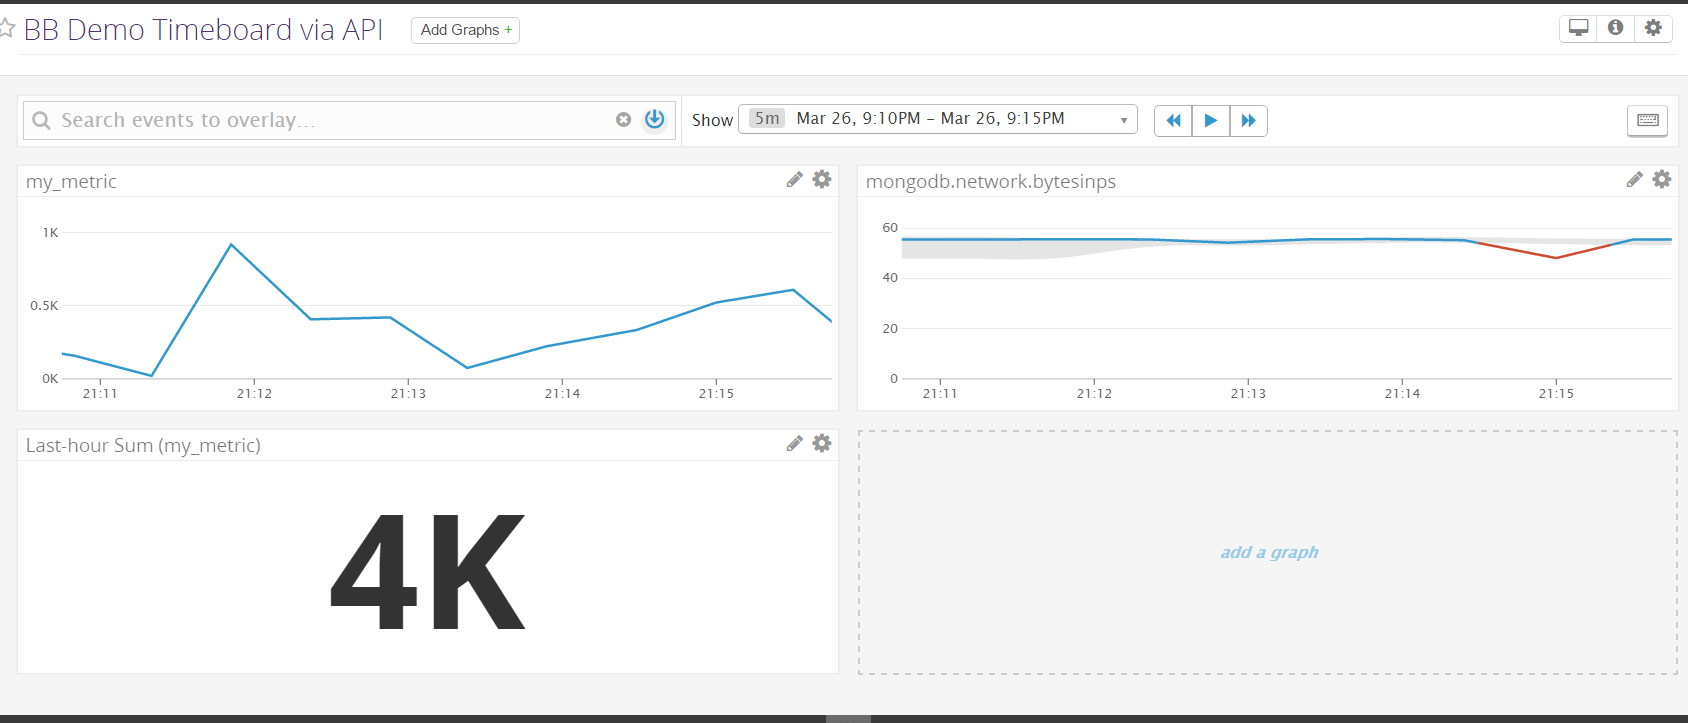 BB Demo Timeboard via API
Add Graphs +
Search events to overlay...
Show
5m Mar 26, 9:10PM – Mar 26, 9:15PM
my_metric
1K
0.5K
0K
21:11 21:12 21:13 21:14 21:15
mongodb.network.bytesinps
60
40
20
0
21:11 21:12 21:13 21:14 21:15
Last-hour Sum (my_metric)
4K
add a graph